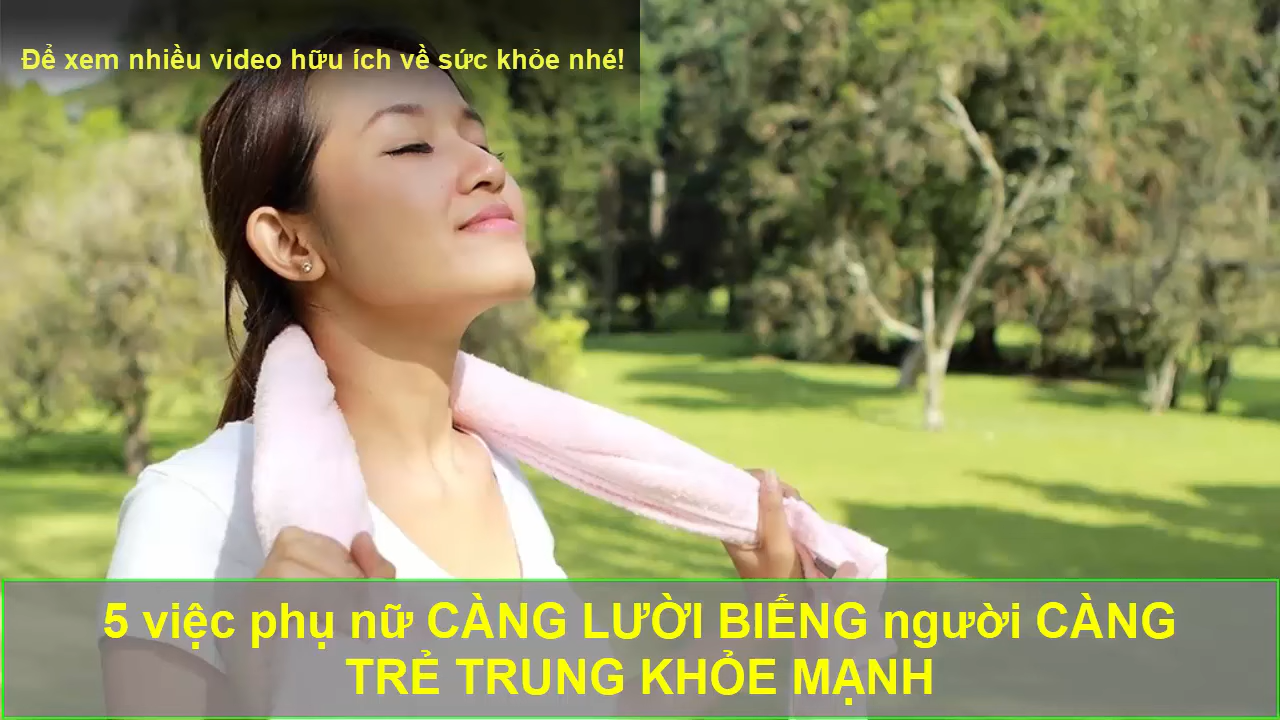 Để xem nhiều video hữu ích về sức khỏe nhé!
5 việc phụ nữ CÀNG LƯỜI BIẾNG người CÀNG
TRẺ TRUNG KHỎE MẠNH